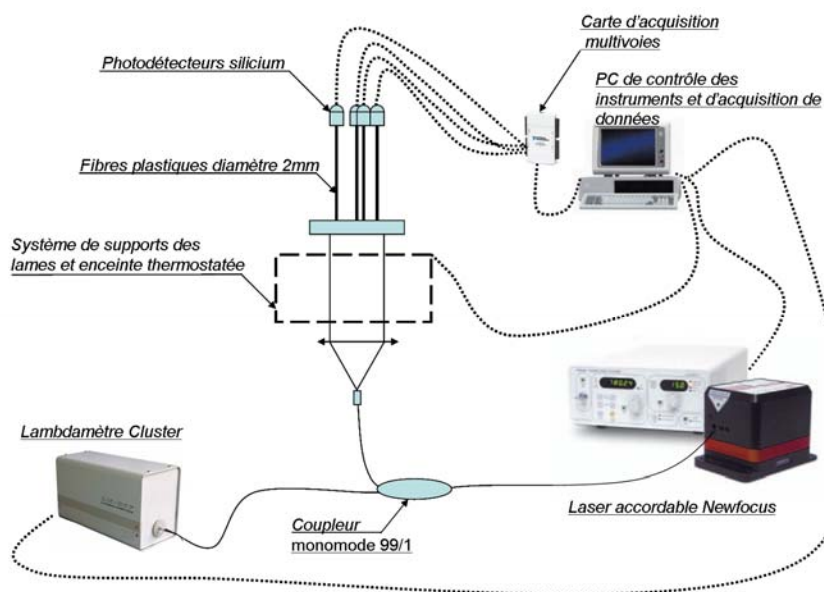 Carte d'acquisition
multivoies
Photodétecteurs silicium
PC de contrôle des
instruments et d'acquisition de
données
Fibres plastiques diamètre 2mm
Système de supports des
lames et enceinte thermostatée
Lambdamètre Cluster
Laser accordable Newfocus
Coupleur
monomode 99/1